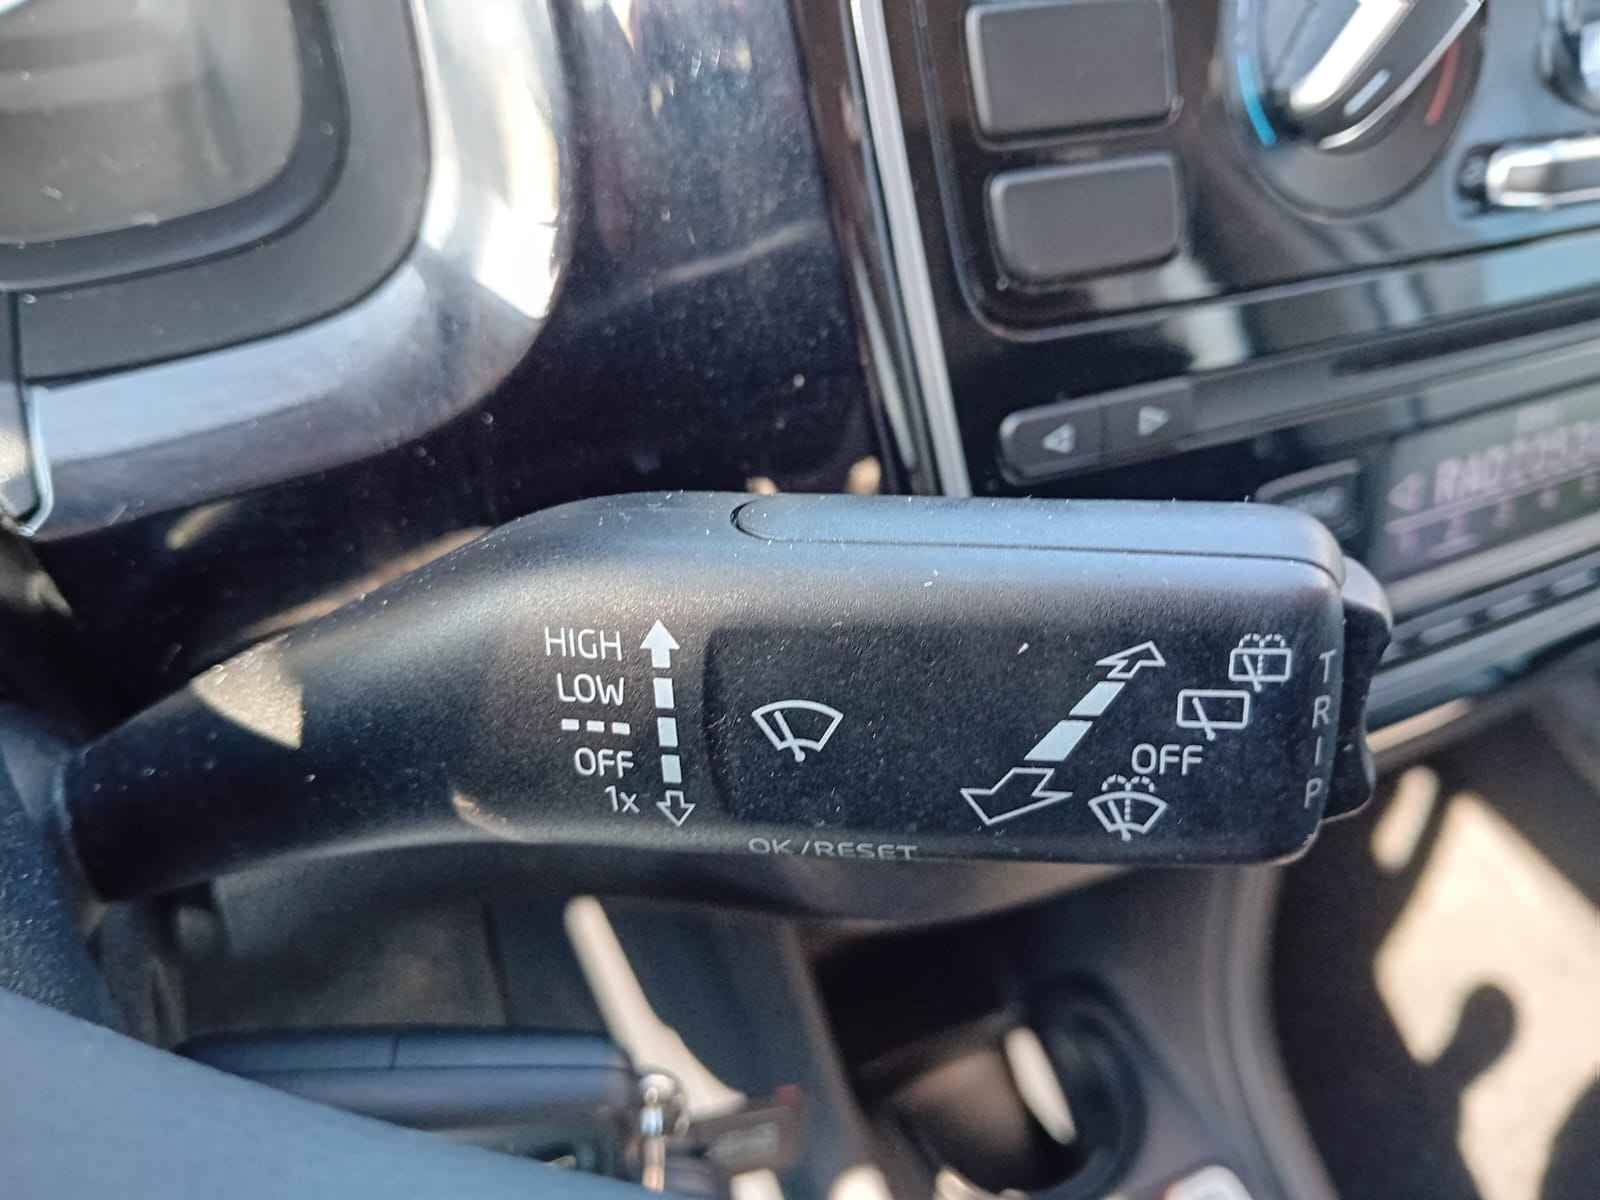 HIGH
LOW
---
OFF
1x
OFF
TRIP
OK/RESET